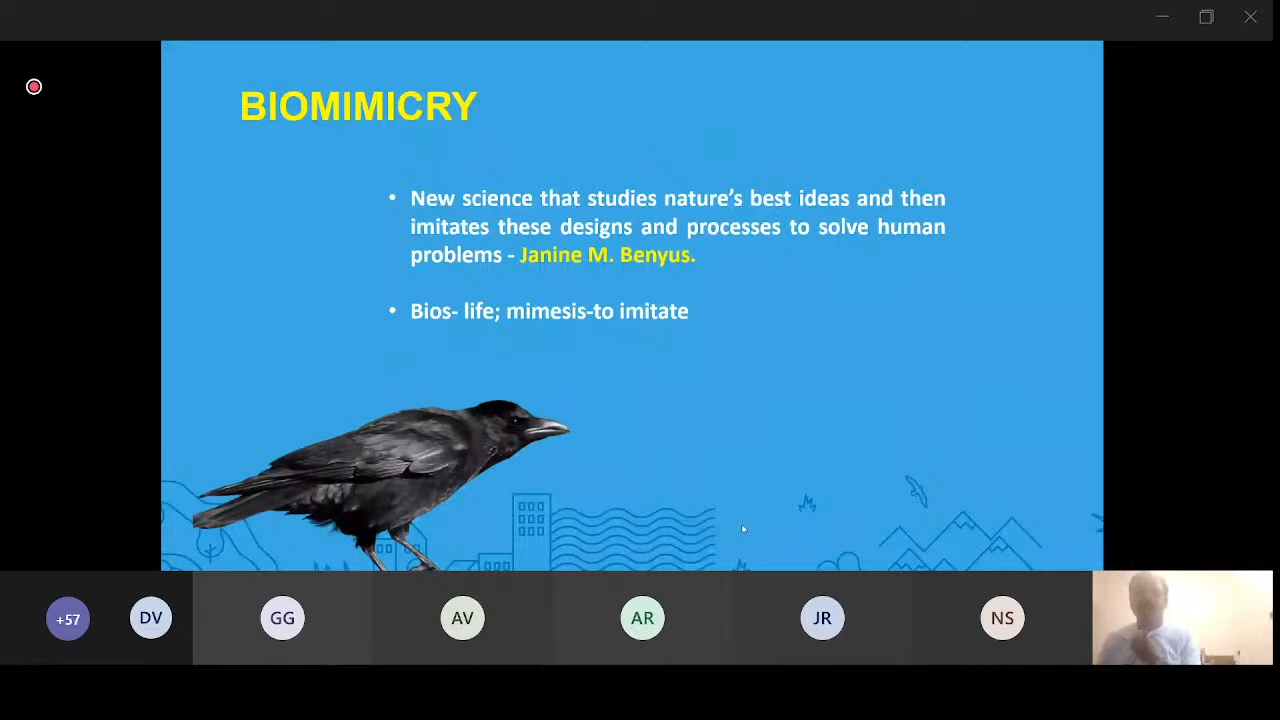 BIOMIMICRY
• New science that studies nature's best ideas and then
imitates these designs and processes to solve human
problems - Janine M. Benyus.
• Bios- life; mimesis-to imitate
+57
DV
GG
AV
AR
JR
NS